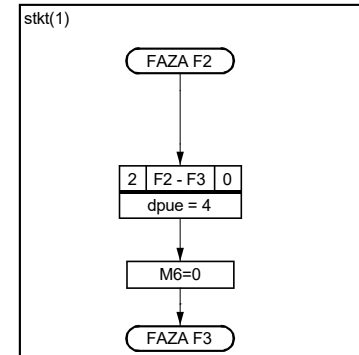 stkt(1)
FAZA F2
2 F2 - F3 0
dpue = 4
M6=0
FAZA F3